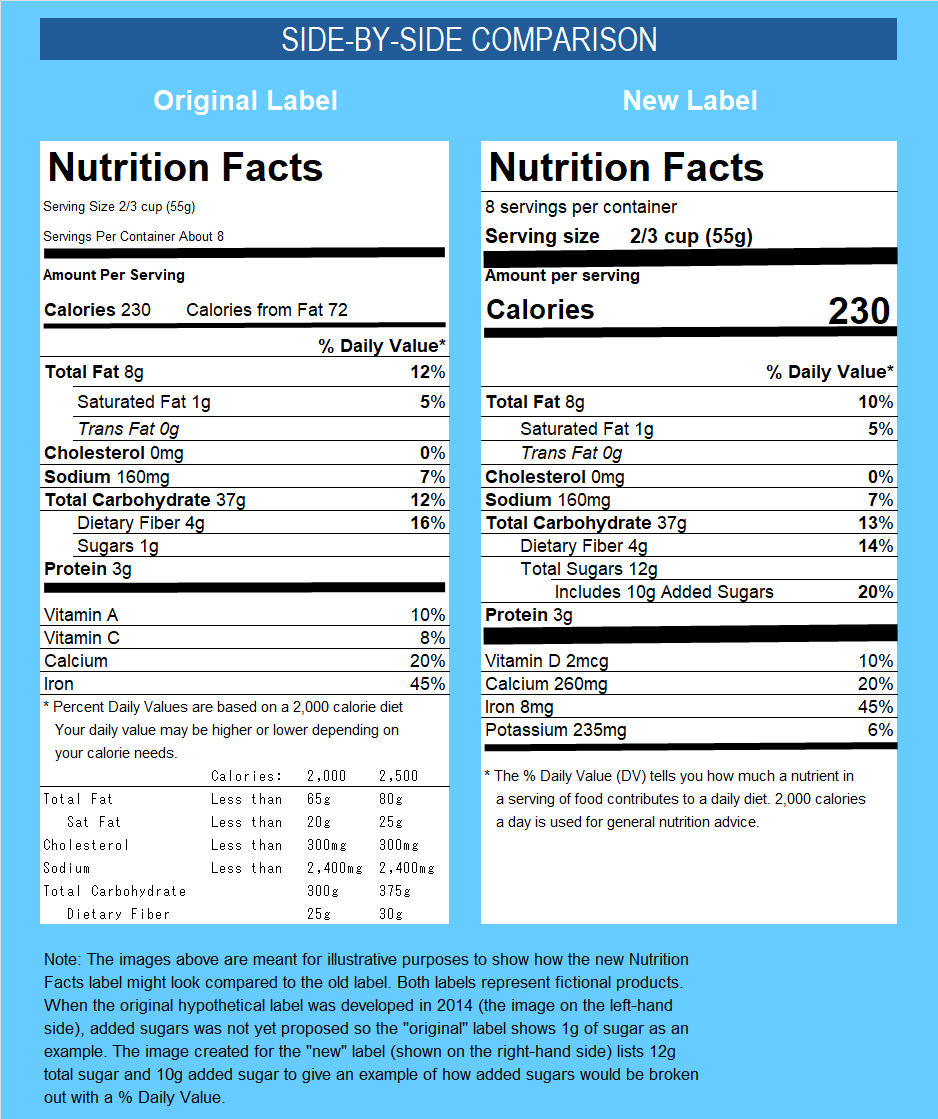 SIDE-BY-SIDE COMPARISON
Original Label
Nutrition Facts
Serving Size 2/3 cup (55g)
Servings Per Container About 8
Amount Per Serving
Calories 230 Calories from Fat 72
% Daily Value*
Total Fat 8g 12%
Saturated Fat 1g 5%
Trans Fat 0g
Cholesterol 0mg 0%
Sodium 160mg 7%
Total Carbohydrate 37g 12%
Dietary Fiber 4g 16%
Sugars 1g
Protein 3g
Vitamin A 10%
Vitamin C 8%
Calcium 20%
Iron 45%
* Percent Daily Values are based on a 2,000 calorie diet
Your daily value may be higher or lower depending on
your calorie needs.
Calories: 2,000 2,500
Total Fat Less than 65g 80g
Sat Fat Less than 20g 25g
Cholesterol Less than 300mg 300mg
Sodium Less than 2,400mg 2,400mg
Total Carbohydrate 300g 375g
Dietary Fiber 25g 30g
New Label
Nutrition Facts
8 servings per container
Serving size 2/3 cup (55g)
Amount per serving
Calories 230
% Daily Value*
Total Fat 8g 10%
Saturated Fat 1g 5%
Trans Fat 0g
Cholesterol 0mg 0%
Sodium 160mg 7%
Total Carbohydrate 37g 13%
Dietary Fiber 4g 14%
Total Sugars 12g
Includes 10g Added Sugars 20%
Protein 3g
Vitamin D 2mcg 10%
Calcium 260mg 20%
Iron 8mg 45%
Potassium 235mg 6%
* The % Daily Value (DV) tells you how much a nutrient in
a serving of food contributes to a daily diet. 2,000 calories
a day is used for general nutrition advice.
Note: The images above are meant for illustrative purposes to show how the new Nutrition
Facts label might look compared to the old label. Both labels represent fictional products.
When the original hypothetical label was developed in 2014 (the image on the left-hand
side), added sugars was not yet proposed so the "original" label shows 1g of sugar as an
example. The image created for the "new" label (shown on the right-hand side) lists 12g
total sugar and 10g added sugar to give an example of how added sugars would be broken
out with a % Daily Value.